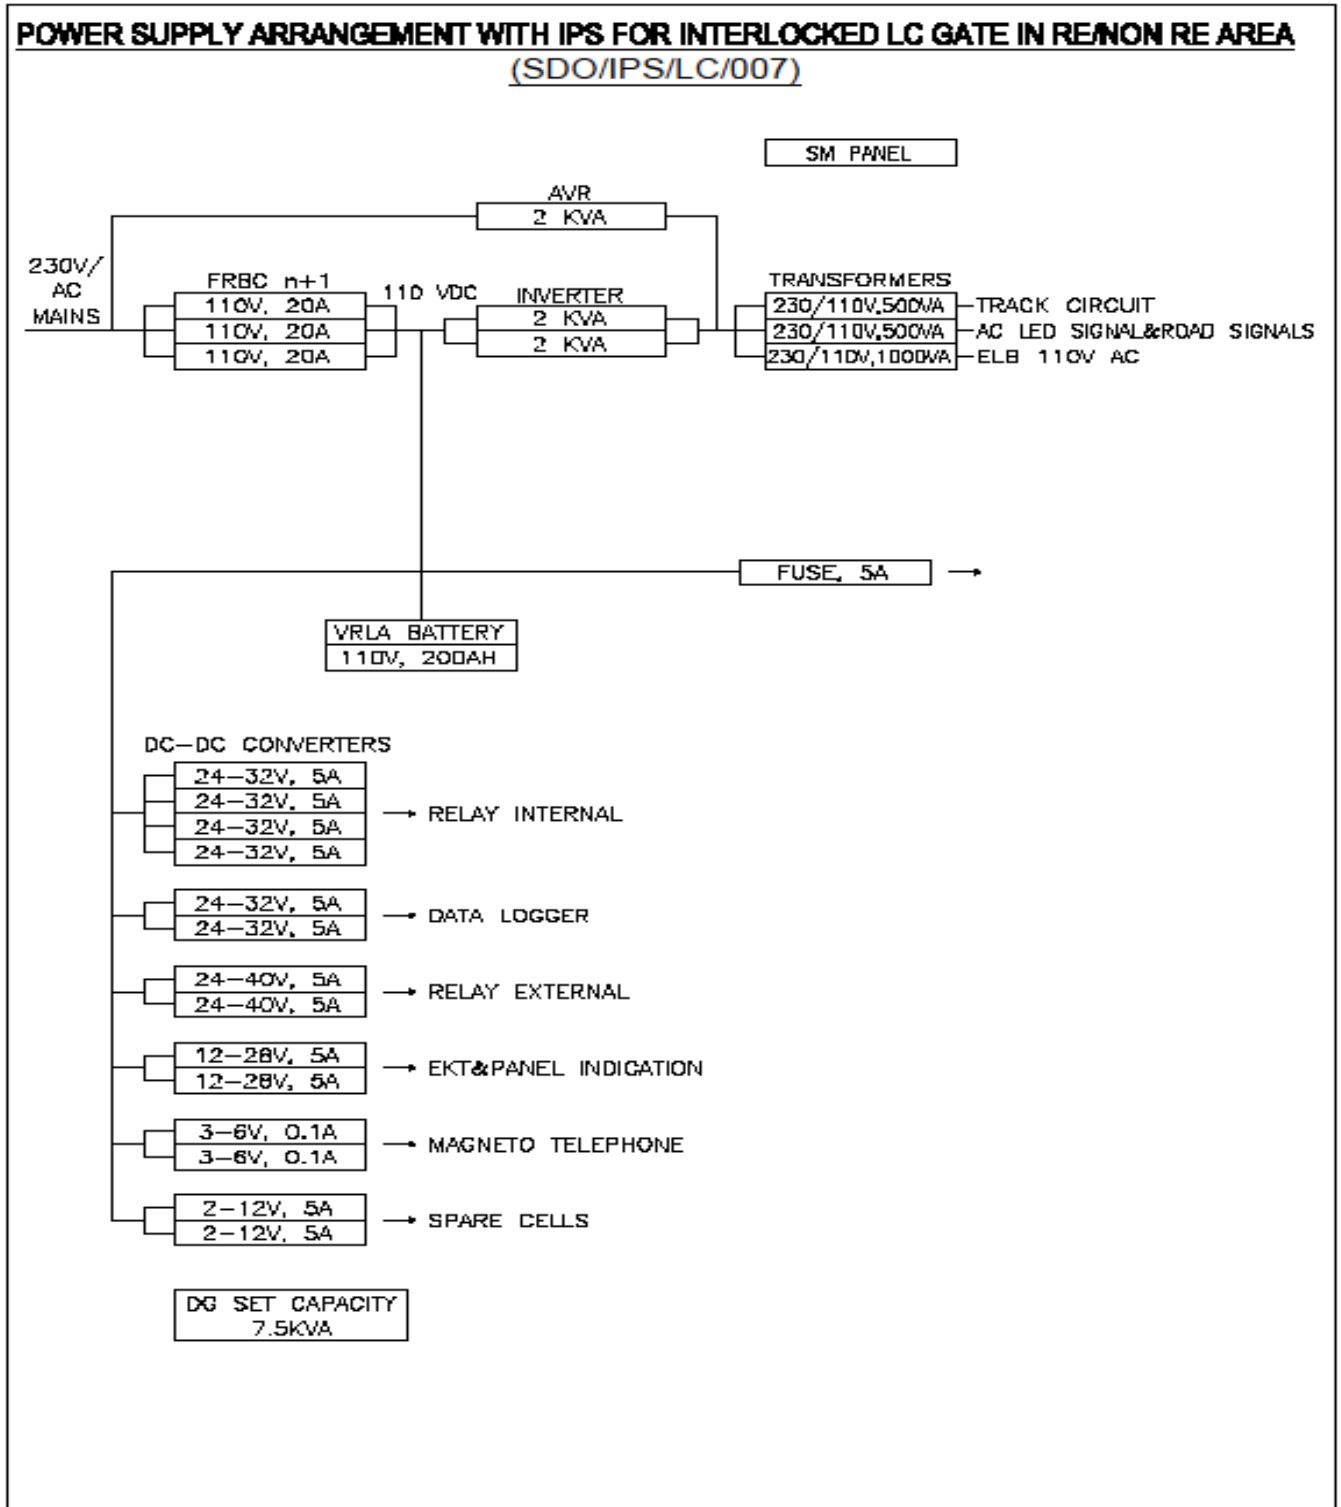 POWER SUPPLY ARRANGEMENT WITH IPS FOR INTERLOCKED LC GATE IN RE/NON RE AREA
(SDO/IPS/LC/007)
SM PANEL
AVR
2 KVA
230V/
AC
MAINS
FRBC n+1
110V, 20A
110V, 20A
110V, 20A
110 VDC
INVERTER
2 KVA
2 KVA
TRANSFORMERS
230/110V,500VA TRACK CIRCUIT
230/110V,500VA AC LED SIGNAL&ROAD SIGNALS
230/110V,1000VA ELB 110V AC
FUSE, 5A
VRLA BATTERY
110V, 200AH
DC-DC CONVERTERS
24-32V, 5A
24-32V, 5A
24-32V, 5A
24-32V, 5A
RELAY INTERNAL
24-32V, 5A
24-32V, 5A
DATA LOGGER
24-40V, 5A
24-40V, 5A
RELAY EXTERNAL
12-28V, 5A
12-28V, 5A
EKT&PANEL INDICATION
3-6V, 0.1A
3-6V, 0.1A
MAGNETO TELEPHONE
2-12V, 5A
2-12V, 5A
SPARE CELLS
DG SET CAPACITY
7.5KVA